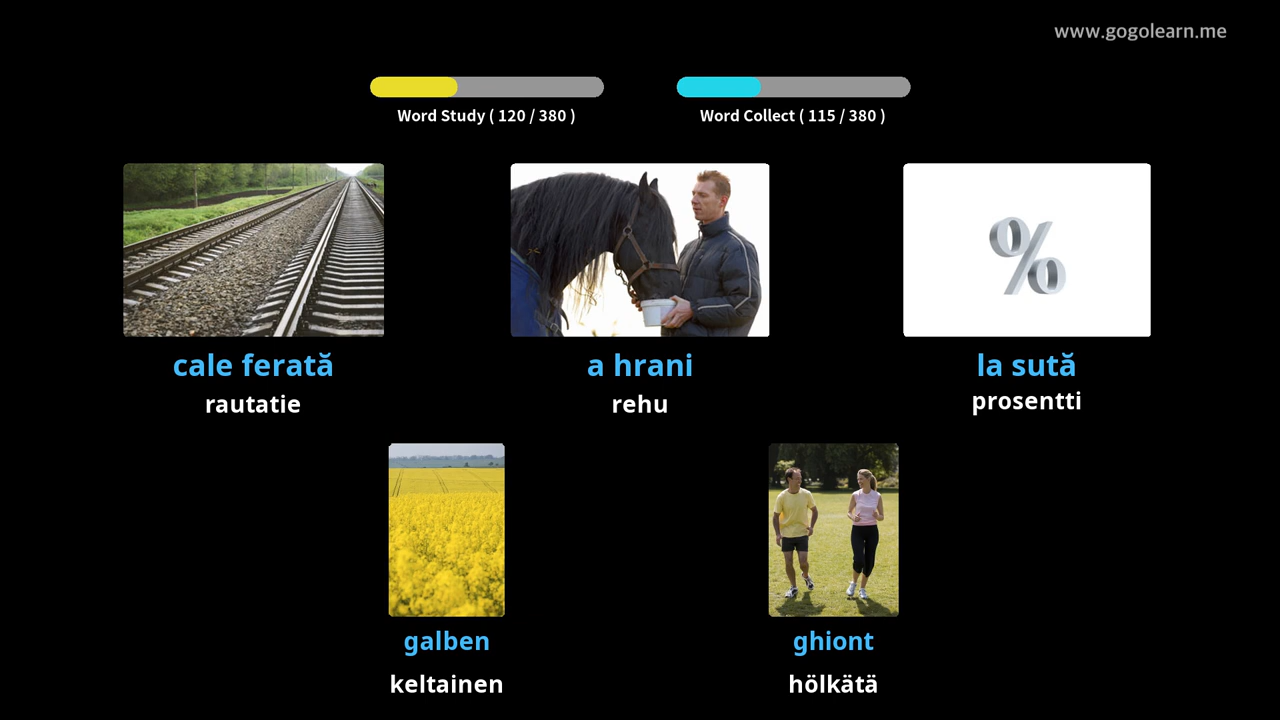 www.gogolearn.me
Word Study ( 120 / 380 )
Word Collect ( 115 / 380 )
cale ferată
rautatie
a hrani
rehu
%
la sută
prosentti
galben
keltainen
ghiont
hölkätä